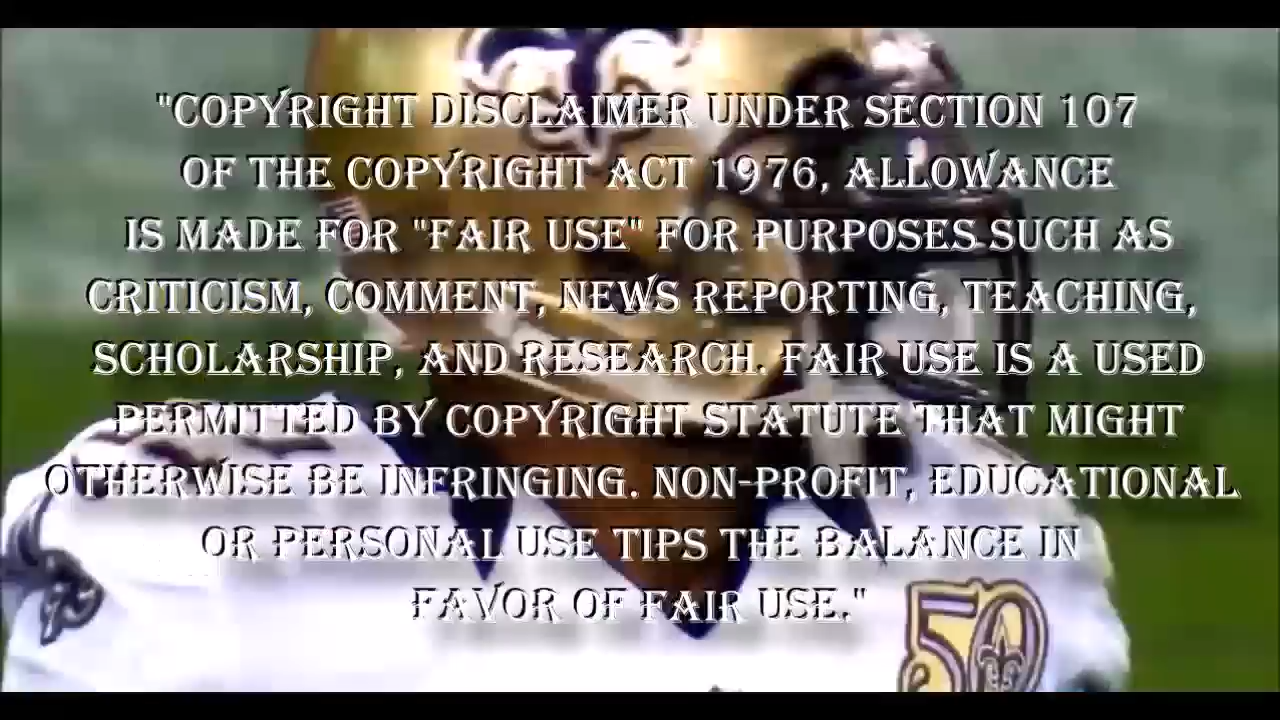 "COPYRIGHT DISCLAIMER UNDER SECTION 107
OF THE COPYRIGHT ACT 1976, ALLOWANCE
IS MADE FOR "FAIR USE" FOR PURPOSES SUCH AS
CRITICISM, COMMENT, NEWS REPORTING, TEACHING,
SCHOLARSHIP, AND RESEARCH. FAIR USE IS A USED
PERMITTED BY COPYRIGHT STATUTE THAT MIGHT
OTHERWISE BE INFRINGING. NON-PROFIT, EDUCATIONAL
OR PERSONAL USE TIPS THE BALANCE IN
FAVOR OF FAIR USE."
50